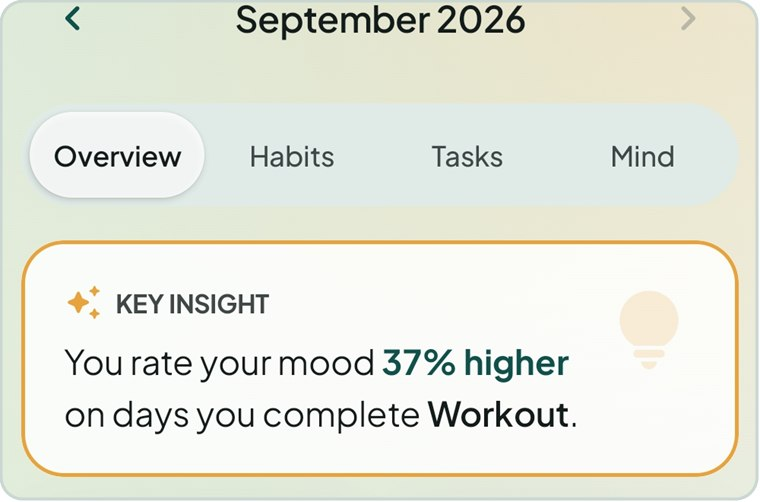 September 2026
Overview
Habits
Tasks
Mind
KEY INSIGHT
You rate your mood 37% higher
on days you complete Workout.